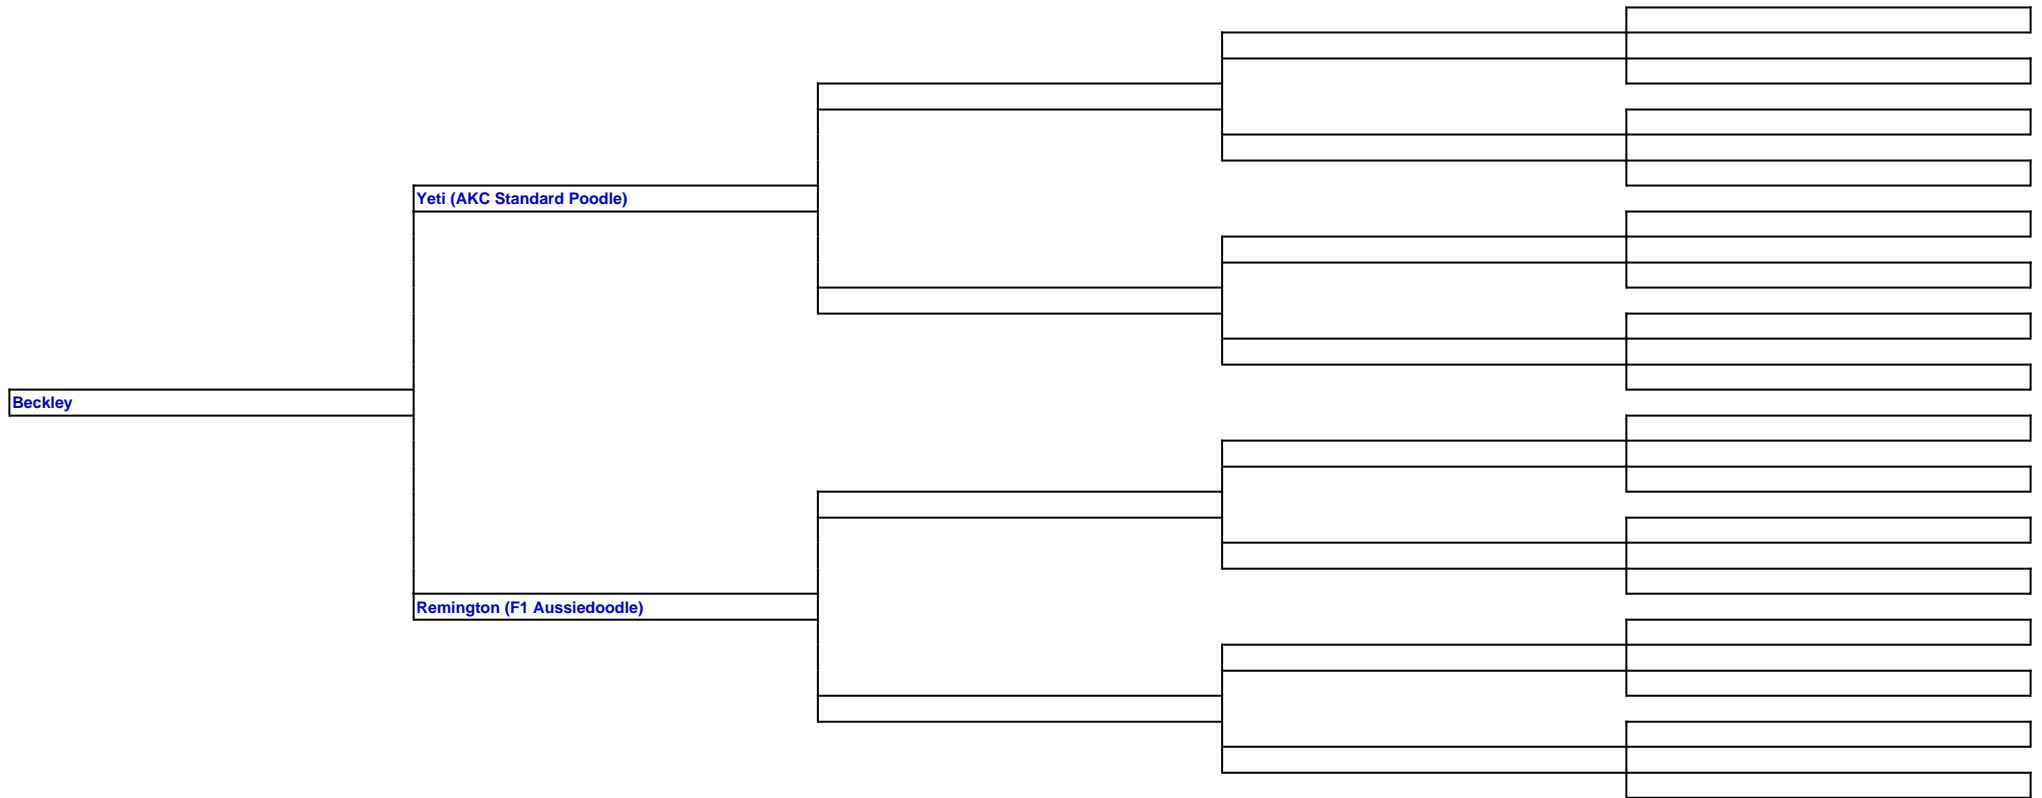 Yeti (AKC Standard Poodle)
Beckley
Remington (F1 Aussiedoodle)